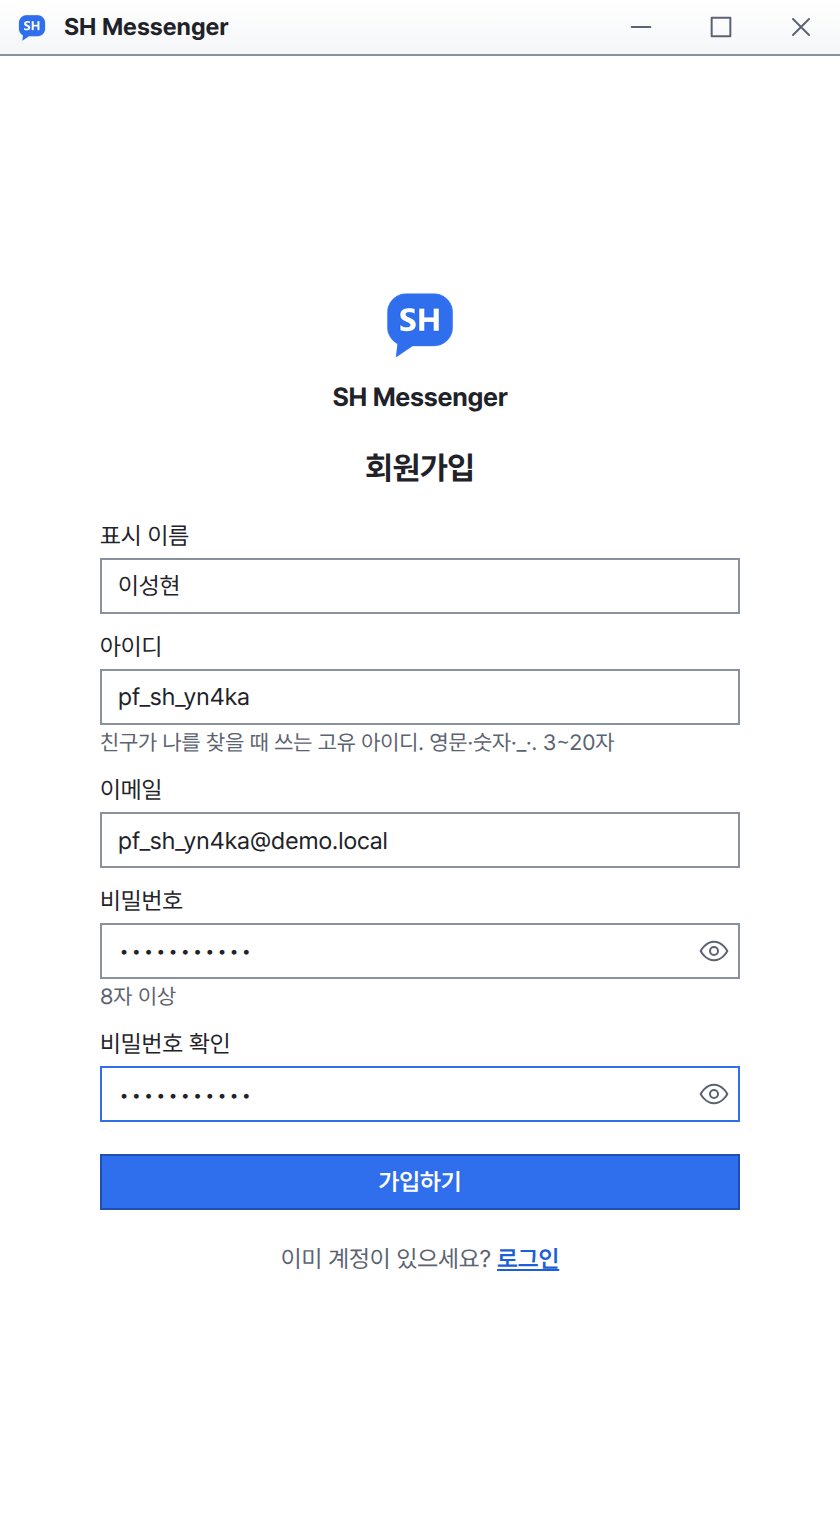 SH SH Messenger
SH
SH Messenger
회원가입
표시 이름
이성현
아이디
pf_sh_yn4ka
친구가 나를 찾을 때 쓰는 고유 아이디. 영문·숫자·_·. 3~20자
이메일
pf_sh_yn4ka@demo.local
비밀번호
•••••••••••
8자 이상
비밀번호 확인
•••••••••••
가입하기
이미 계정이 있으세요? 로그인